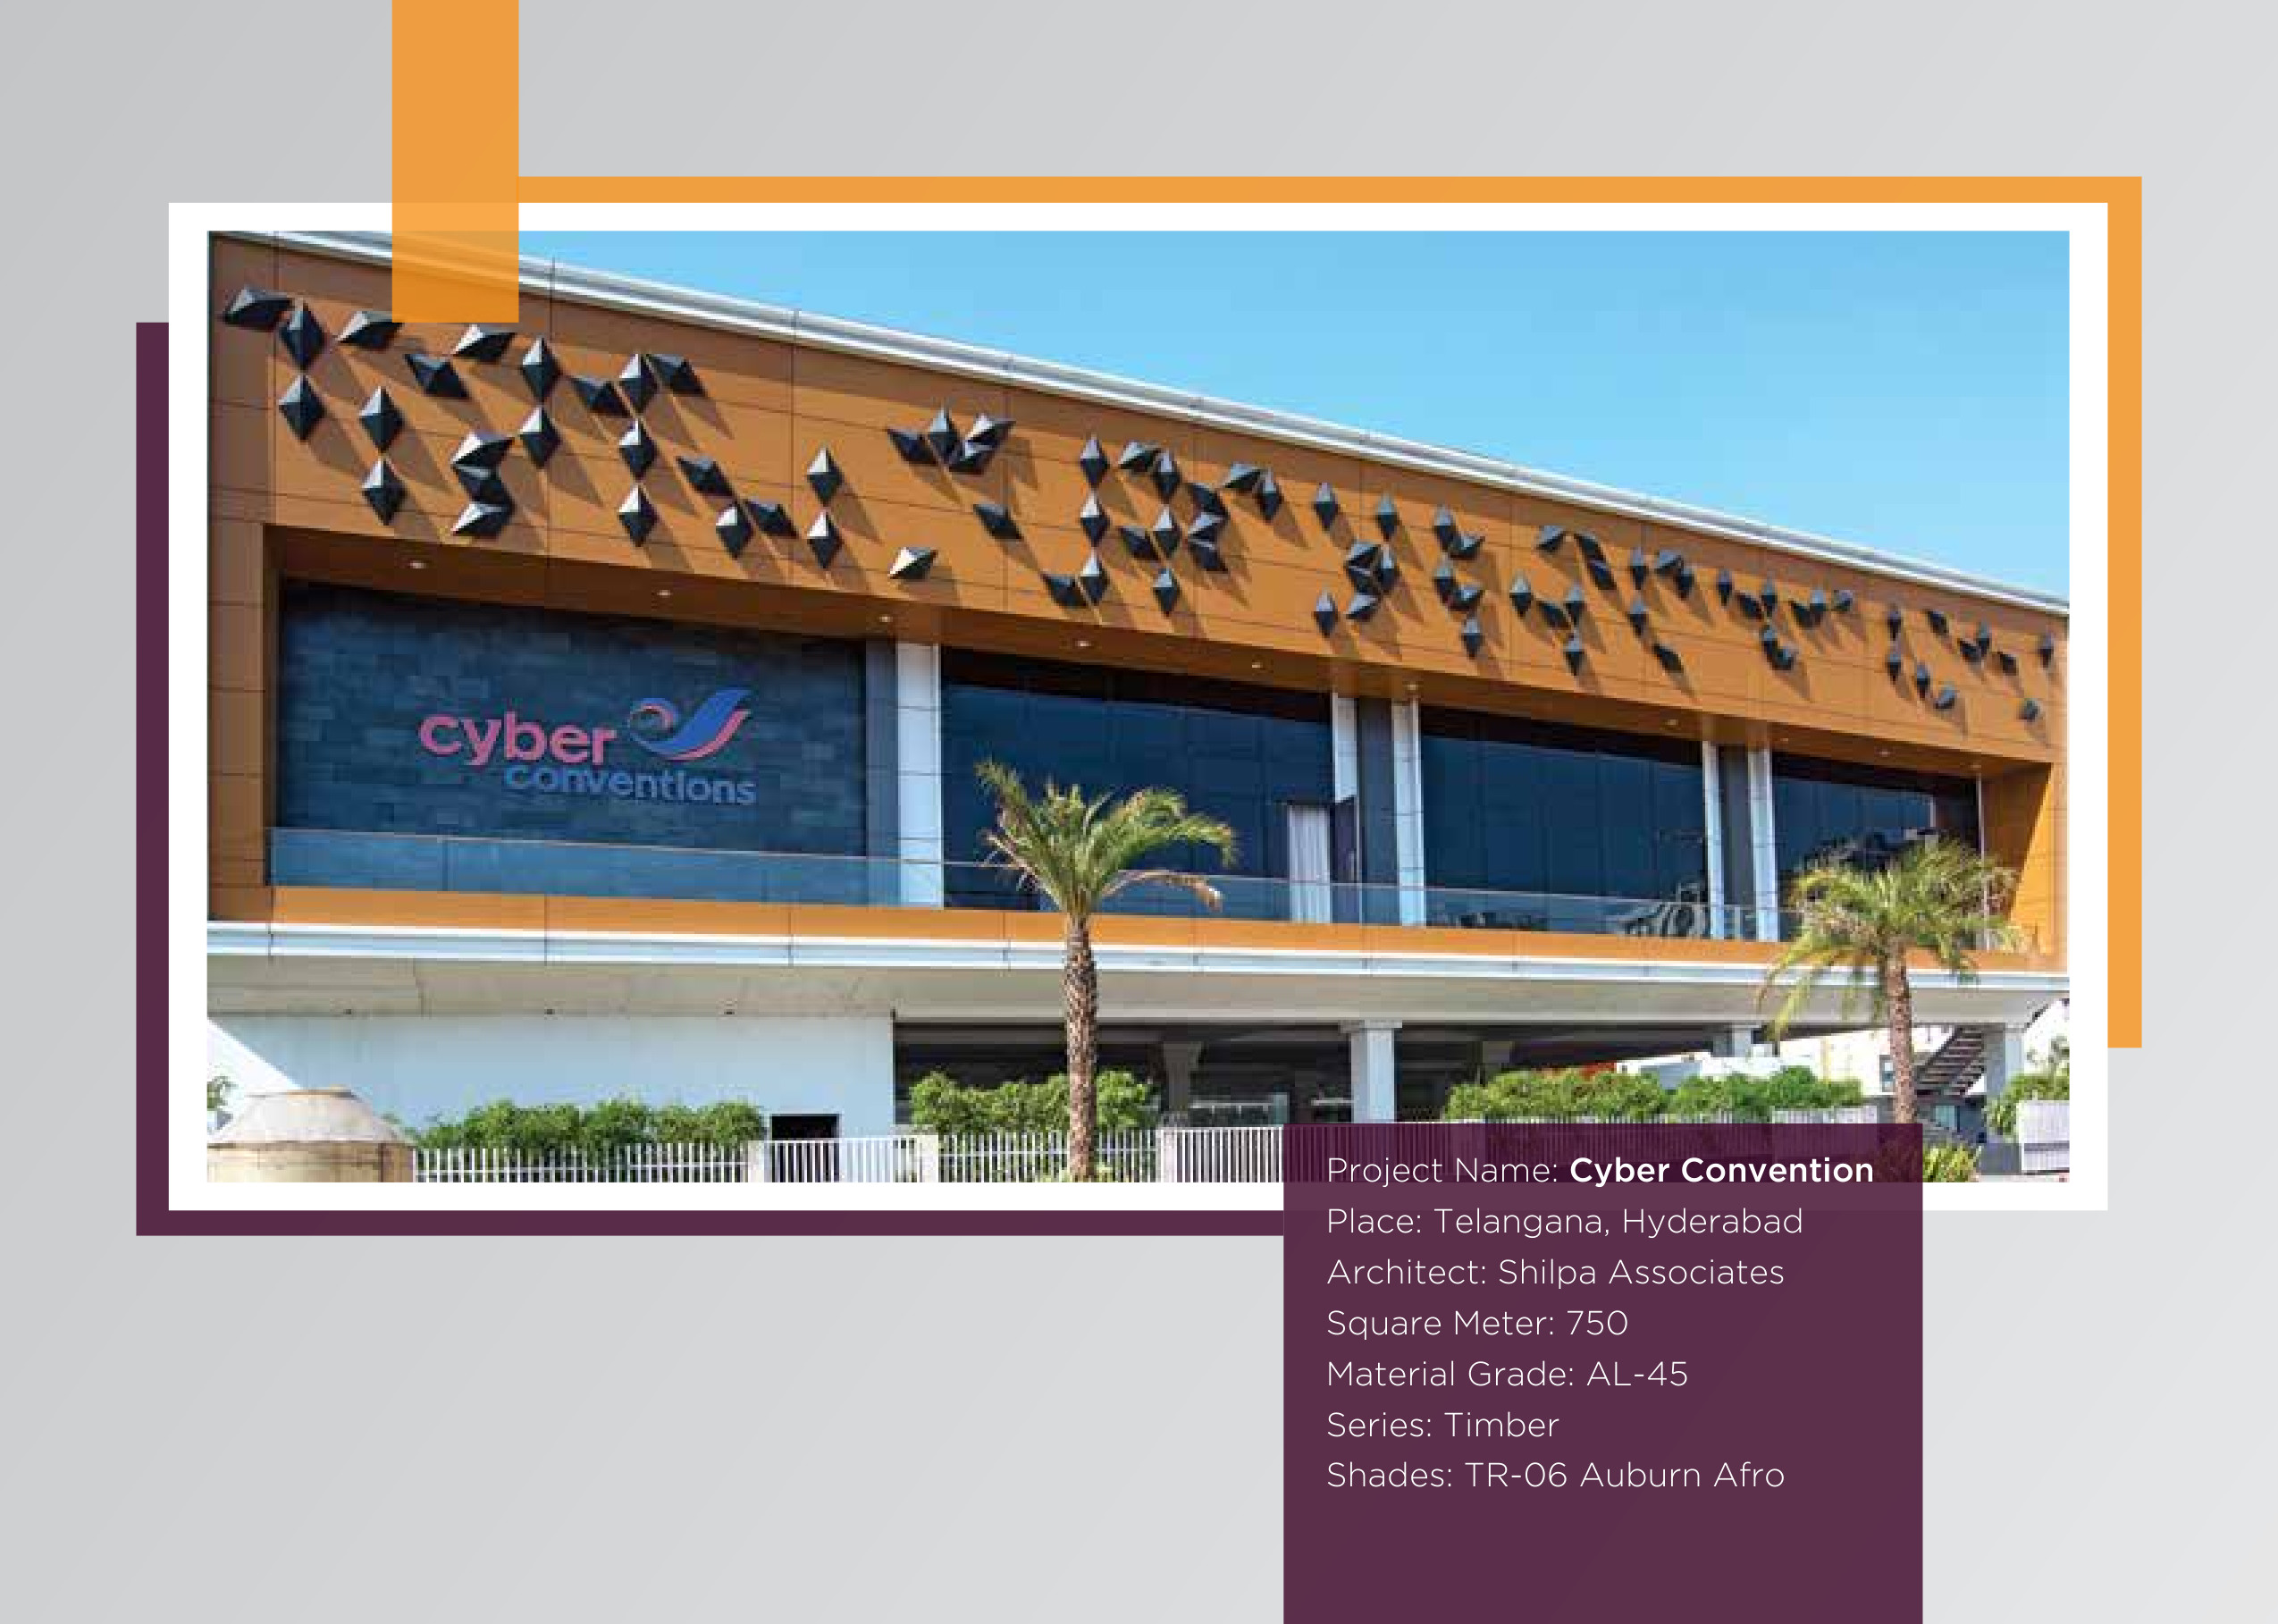 cyber
conventions
Project Name: Cyber Convention
Place: Telangana, Hyderabad
Architect: Shilpa Associates
Square Meter: 750
Material Grade: AL-45
Series: Timber
Shades: TR-06 Auburn Afro